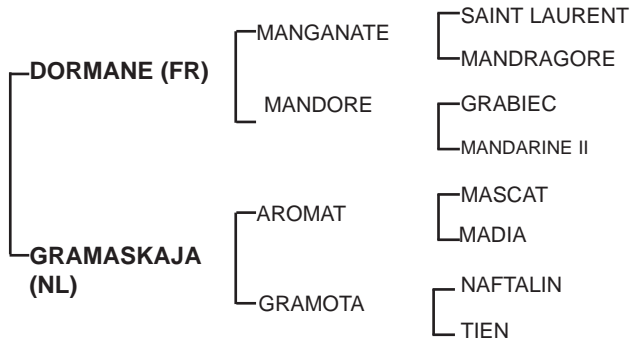 SAINT LAURENT
MANGANATE
MANDRAGORE
DORMANE (FR)
GRABIEC
MANDORE
MANDARINE II
MASCAT
AROMAT
MADIA
GRAMASKAJA
(NL)
NAFTALIN
GRAMOTA
TIEN